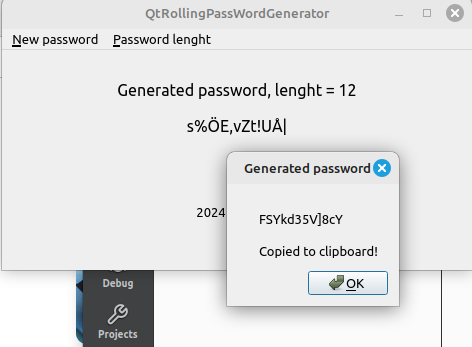 QtRollingPassWordGenerator
New password Password lenght
Generated password, lenght = 12
s%ÖE,vZt!UÅ|
2024
Generated password
FSYkd35V]8cY
Copied to clipboard!
OK
Debug
Projects